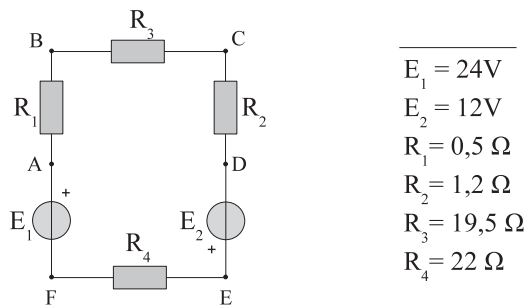 B
R3
C
R1
R2
A
D
+
E1
E2
+
R4
F
E
E1 = 24V
E2 = 12V
R1= 0,5 Ω
R2= 1,2 Ω
R3= 19,5 Ω
R4= 22 Ω